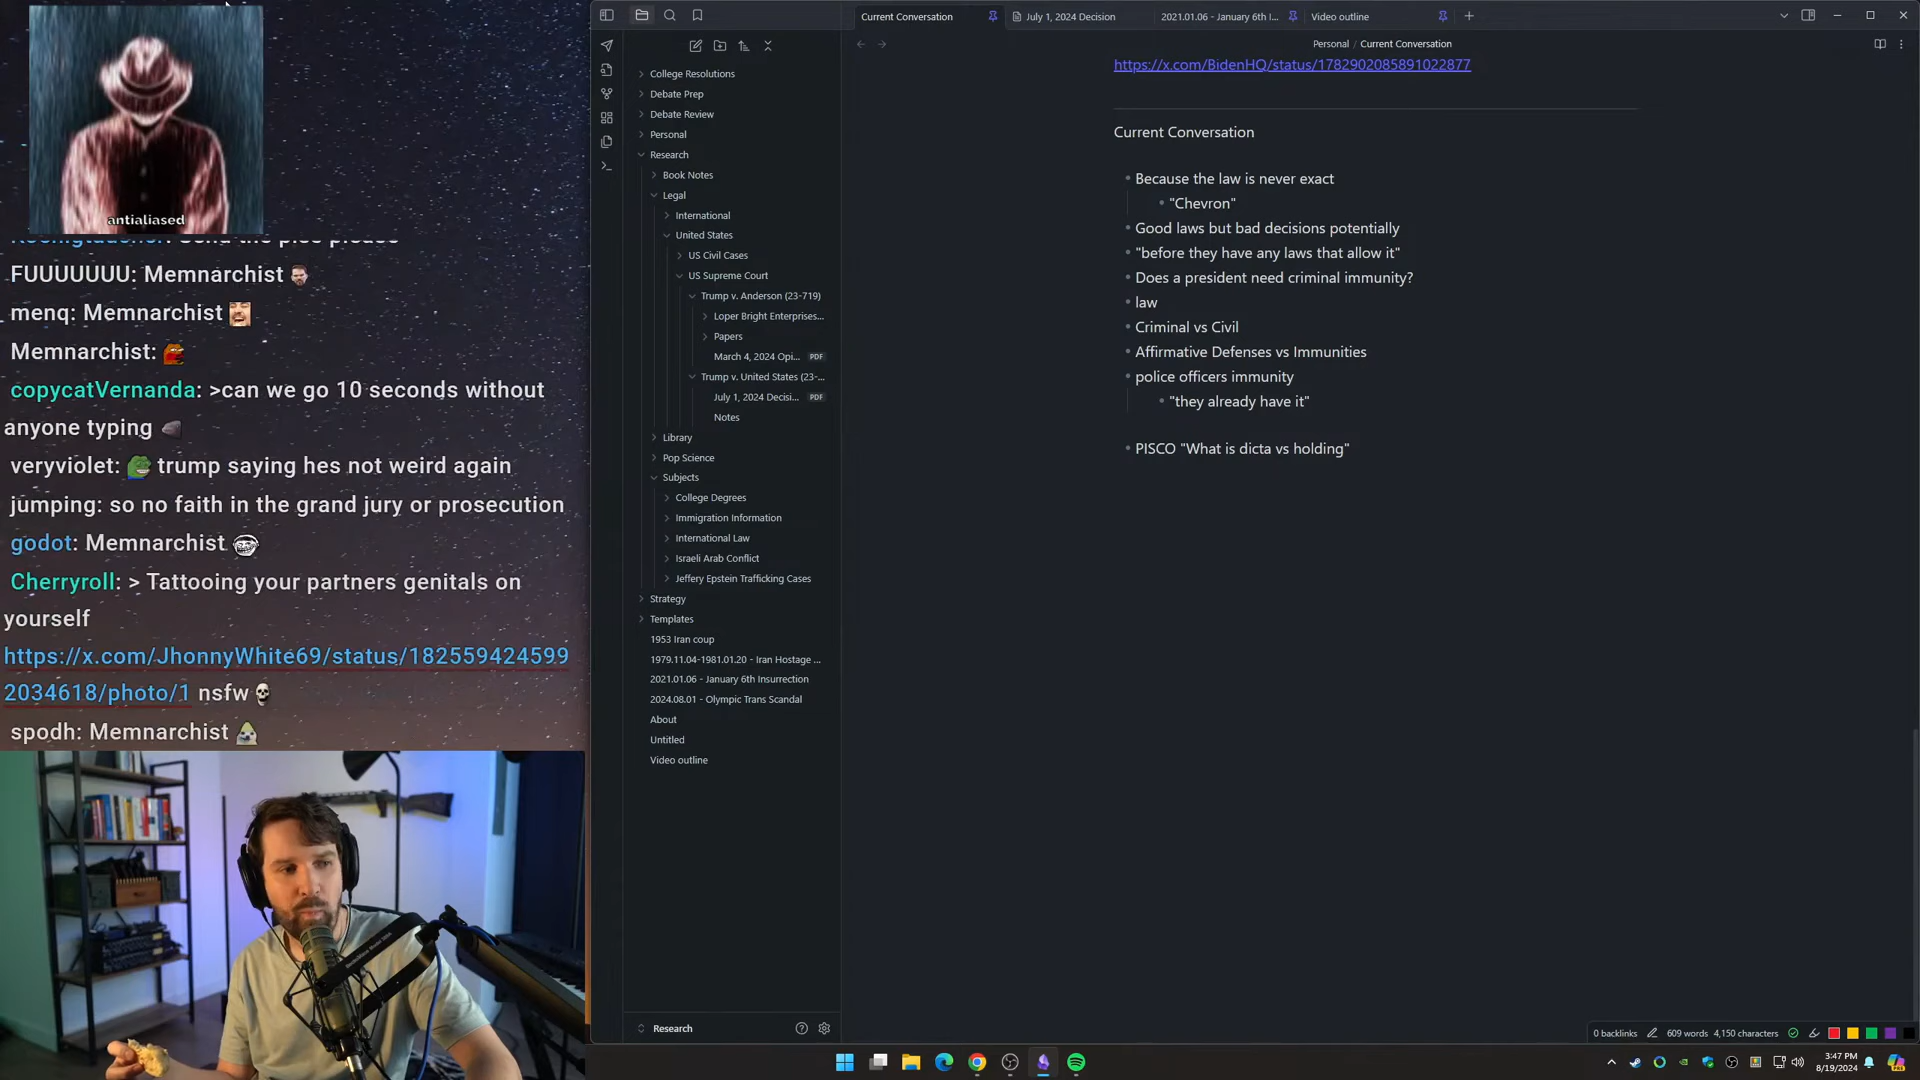 antialiased
FUUUUUUU: Memnarchist
menq: Memnarchist
Memnarchist:
copycatVernanda: >can we go 10 seconds without
anyone typing
veryviolet: trump saying hes not weird again
jumping: so no faith in the grand jury or prosecution
godot: Memnarchist
Cherryroll: > Tattooing your partners genitals on
yourself
https://x.com/JhonnyWhite69/status/182559424599
2034618/photo/1 nsfw
spodh: Memnarchist
College Resolutions
Debate Prep
Debate Review
Personal
Research
Book Notes
Legal
International
United States
US Civil Cases
US Supreme Court
Trump v. Anderson (23-719)
Loper Bright Enterprises...
Papers
March 4, 2024 Opi... PDF
Trump v. United States (23-...
July 1, 2024 Decisi... PDF
Notes
Library
Pop Science
Subjects
College Degrees
Immigration Information
International Law
Israeli Arab Conflict
Jeffery Epstein Trafficking Cases
Strategy
Templates
1953 Iran coup
1979.11.04-1981.01.20 - Iran Hostage ...
2021.01.06 - January 6th Insurrection
2024.08.01 - Olympic Trans Scandal
About
Untitled
Video outline
Research
Current Conversation
July 1, 2024 Decision
2021.01.06 - January 6th I...
Video outline
Personal / Current Conversation
https://x.com/BidenHQ/status/1782902085891022877
Current Conversation
Because the law is never exact
"Chevron"
Good laws but bad decisions potentially
"before they have any laws that allow it"
Does a president need criminal immunity?
law
Criminal vs Civil
Affirmative Defenses vs Immunities
police officers immunity
"they already have it"
PISCO "What is dicta vs holding"
0 backlinks
609 words
4,150 characters
3:47 PM
8/19/2024